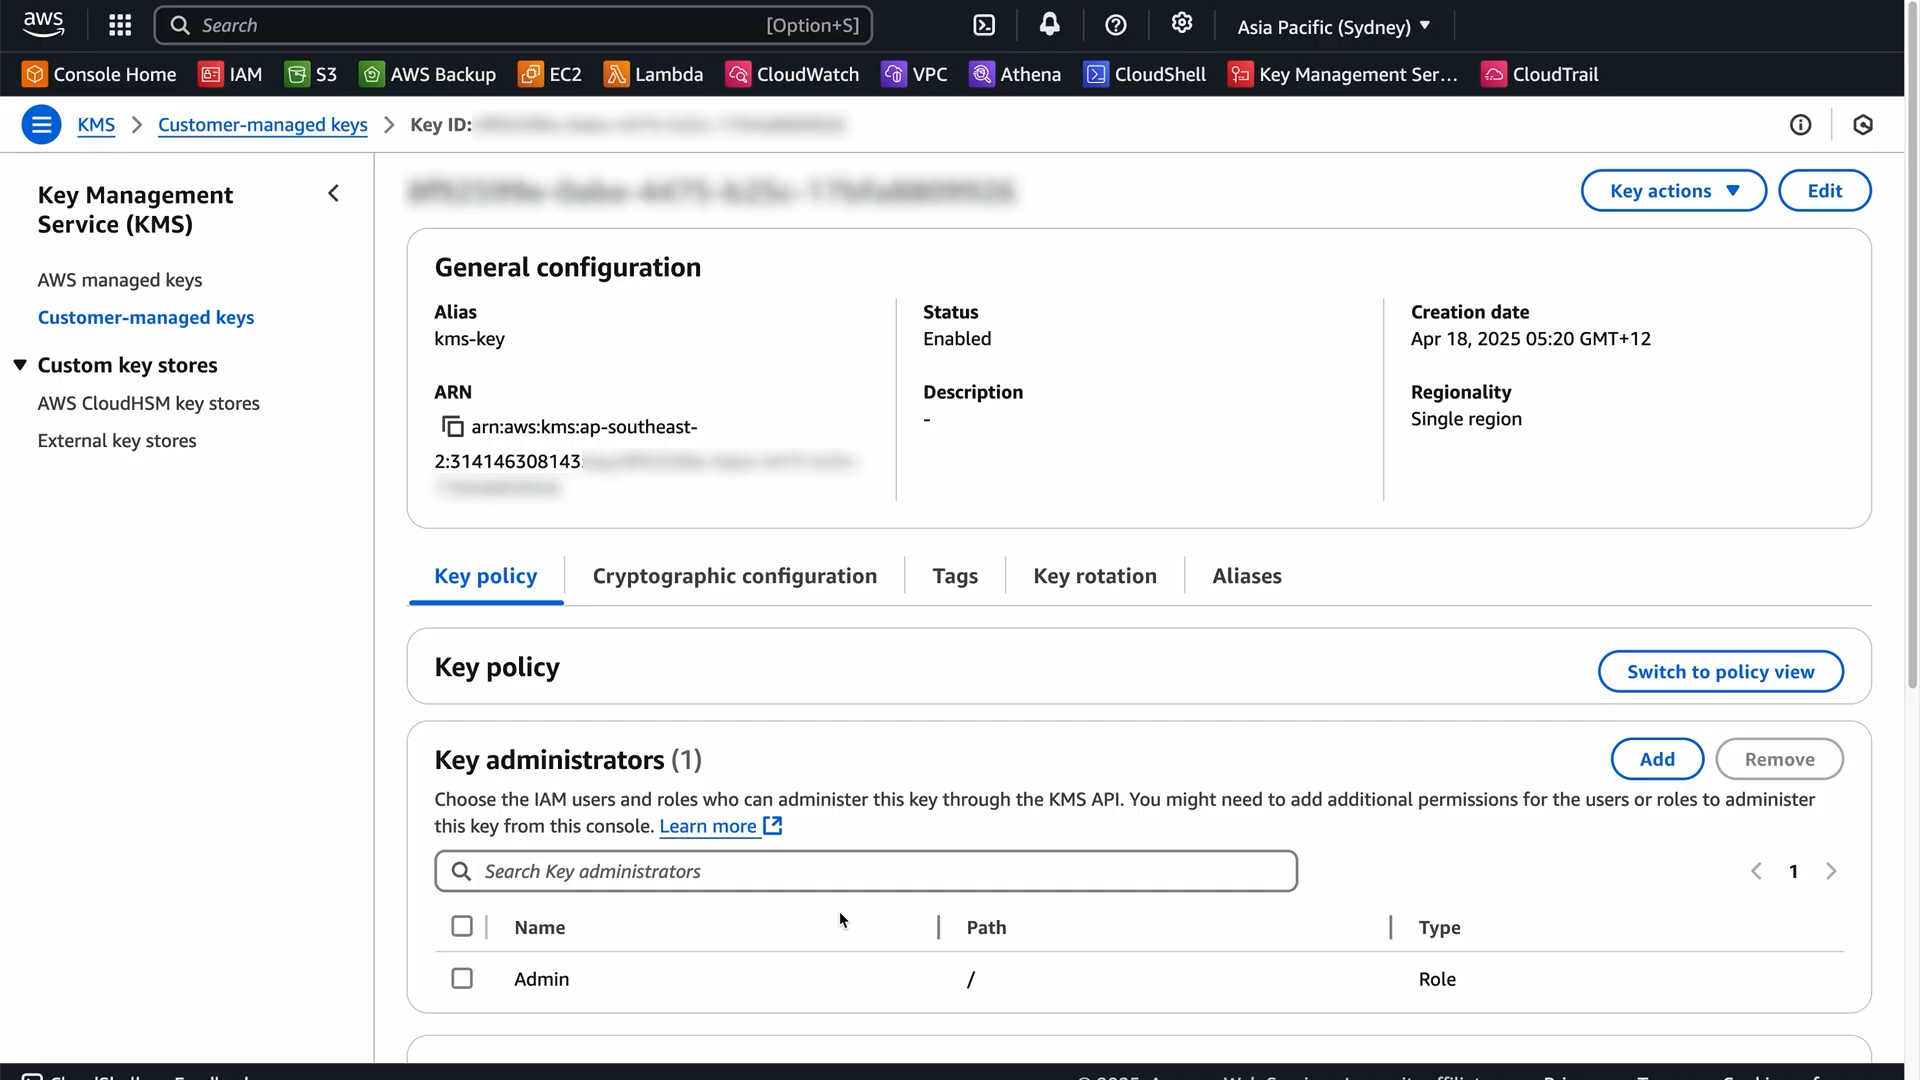 aws Search [Option+S] Asia Pacific (Sydney)
Console Home IAM S3 AWS Backup EC2 Lambda CloudWatch VPC Athena CloudShell Key Management Ser... CloudTrail
KMS Customer-managed keys Key ID:
Key Management
Service (KMS)
AWS managed keys
Customer-managed keys
Custom key stores
AWS CloudHSM key stores
External key stores
Key actions Edit
General configuration
Alias
kms-key
ARN
arn:aws:kms:ap-southeast-
2:314146308143:
Status
Enabled
Description
-
Creation date
Apr 18, 2025 05:20 GMT+12
Regionality
Single region
Key policy Cryptographic configuration Tags Key rotation Aliases
Key policy Switch to policy view
Key administrators (1) Add Remove
Choose the IAM users and roles who can administer this key through the KMS API. You might need to add additional permissions for the users or roles to administer
this key from this console. Learn more
Search Key administrators 1
Name Path Type
Admin / Role